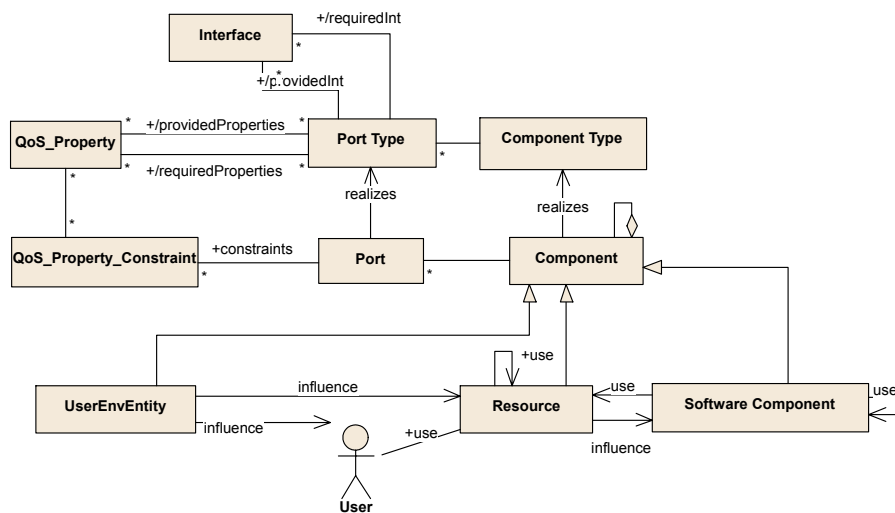 +/requiredInt
Interface
*
*
+/providedInt
*
+/providedProperties
*
QoS_Property
Port Type
Component Type
*
*
*
+/requiredProperties
*
realizes
realizes
*
+constraints
QoS_Property_Constraint
*
Port
*
Component
+use
influence
use
use
UserEnvEntity
Resource
Software Component
influence
+use
influence
User